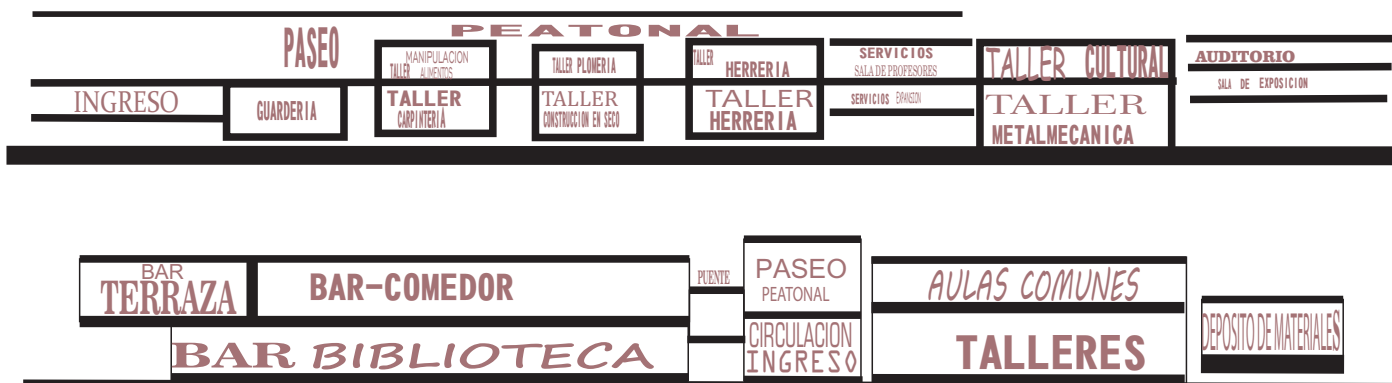 PASEO PEATONAL
INGRESO
GUARDERIA
MANIPULACION
TALLER ALIMENTOS
TALLER
CARPINTERIA
TALLER PLOMERIA
TALLER
CONSTRUCCION EN SECO
TALLER
HERRERIA
TALLER
HERRERIA
SERVICIOS
SALA DE PROFESORES
SERVICIOS EXPANSION
TALLER CULTURAL
TALLER
METALMECANICA
AUDITORIO
SALA DE EXPOSICION
BAR
TERRAZA
BAR-COMEDOR
BAR BIBLIOTECA
PUENTE
PASEO
PEATONAL
CIRCULACION
INGRESO
AULAS COMUNES
TALLERES
DEPOSITO DE MATERIALES